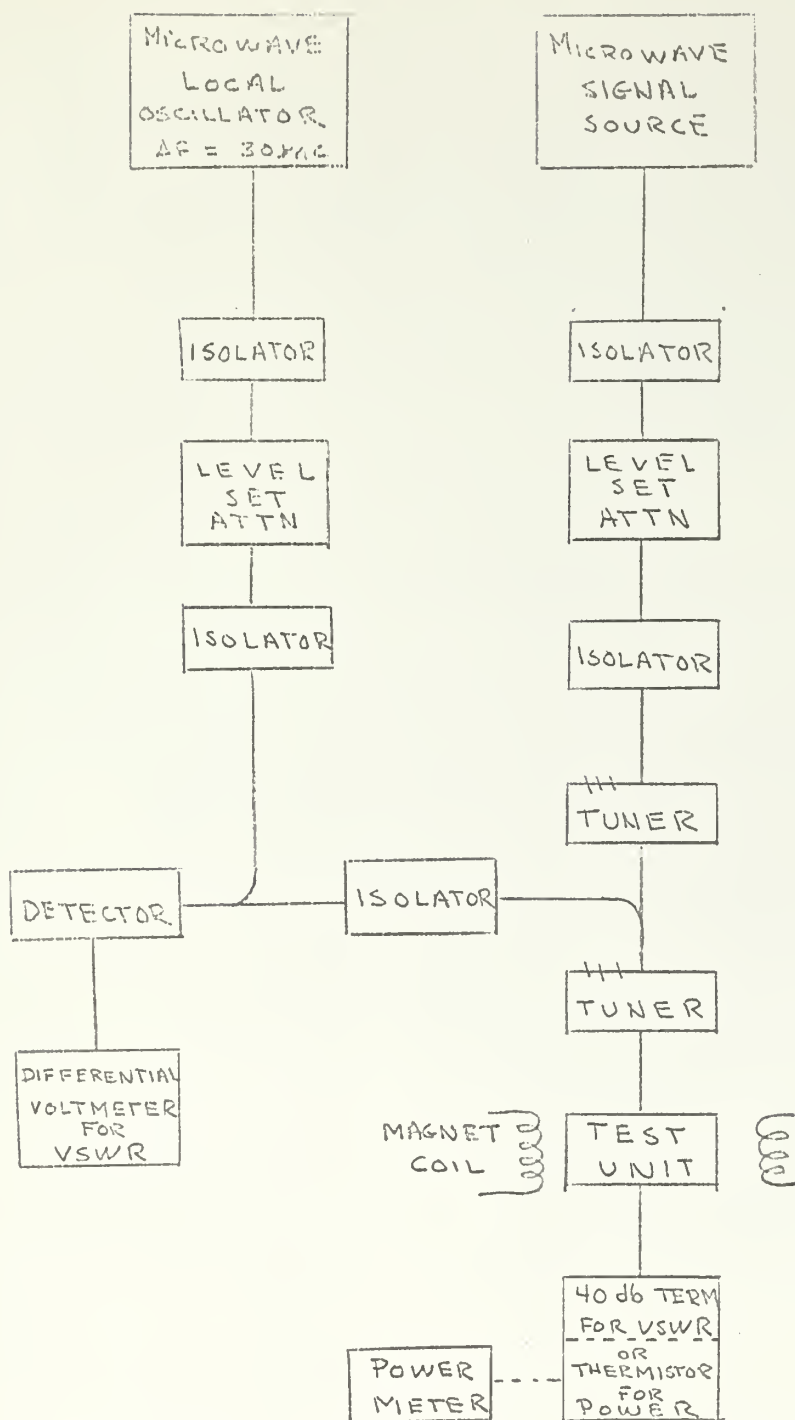 MICROWAVE
LOCAL
OSCILLATOR
ΔF = 30
MICROWAVE
SIGNAL
SOURCE
ISOLATOR
ISOLATOR
LEVEL
SET
ATTN
LEVEL
SET
ATTN
ISOLATOR
ISOLATOR
TUNER
DETECTOR
ISOLATOR
TUNER
DIFFERENTIAL
VOLTMETER
FOR
VSWR
MAGNET
COIL
TEST
UNIT
40 db TERM
FOR VSWR
OR
THERMISTOR
FOR
POWER
POWER
METER